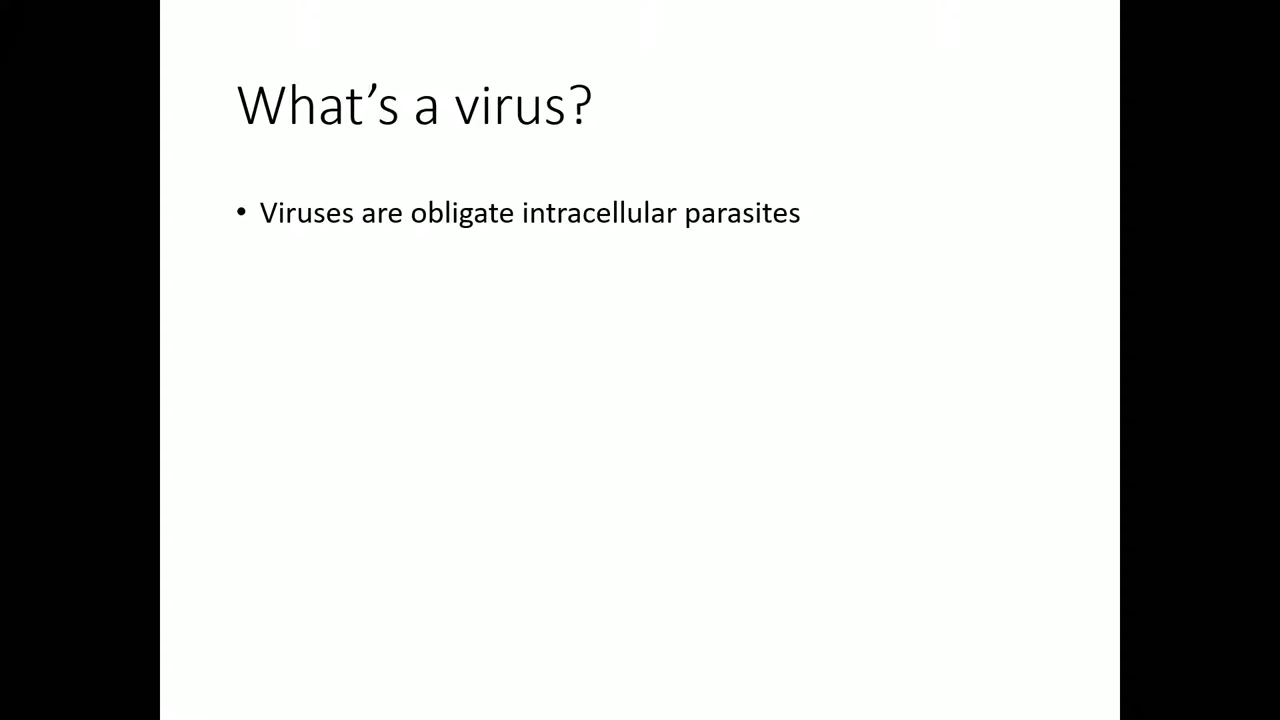 What’s a virus?
• Viruses are obligate intracellular parasites